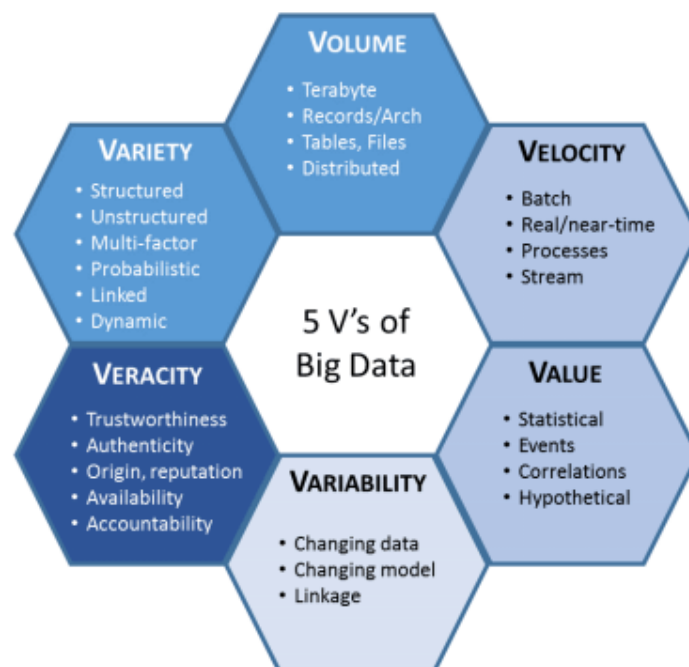 VOLUME
• Terabyte
• Records/Arch
• Tables, Files
• Distributed
VARIETY
• Structured
• Unstructured
• Multi-factor
• Probabilistic
• Linked
• Dynamic
VELOCITY
• Batch
• Real/near-time
• Processes
• Stream
5 V's of
Big Data
VERACITY
• Trustworthiness
• Authenticity
• Origin, reputation
• Availability
• Accountability
VALUE
• Statistical
• Events
• Correlations
• Hypothetical
VARIABILITY
• Changing data
• Changing model
• Linkage